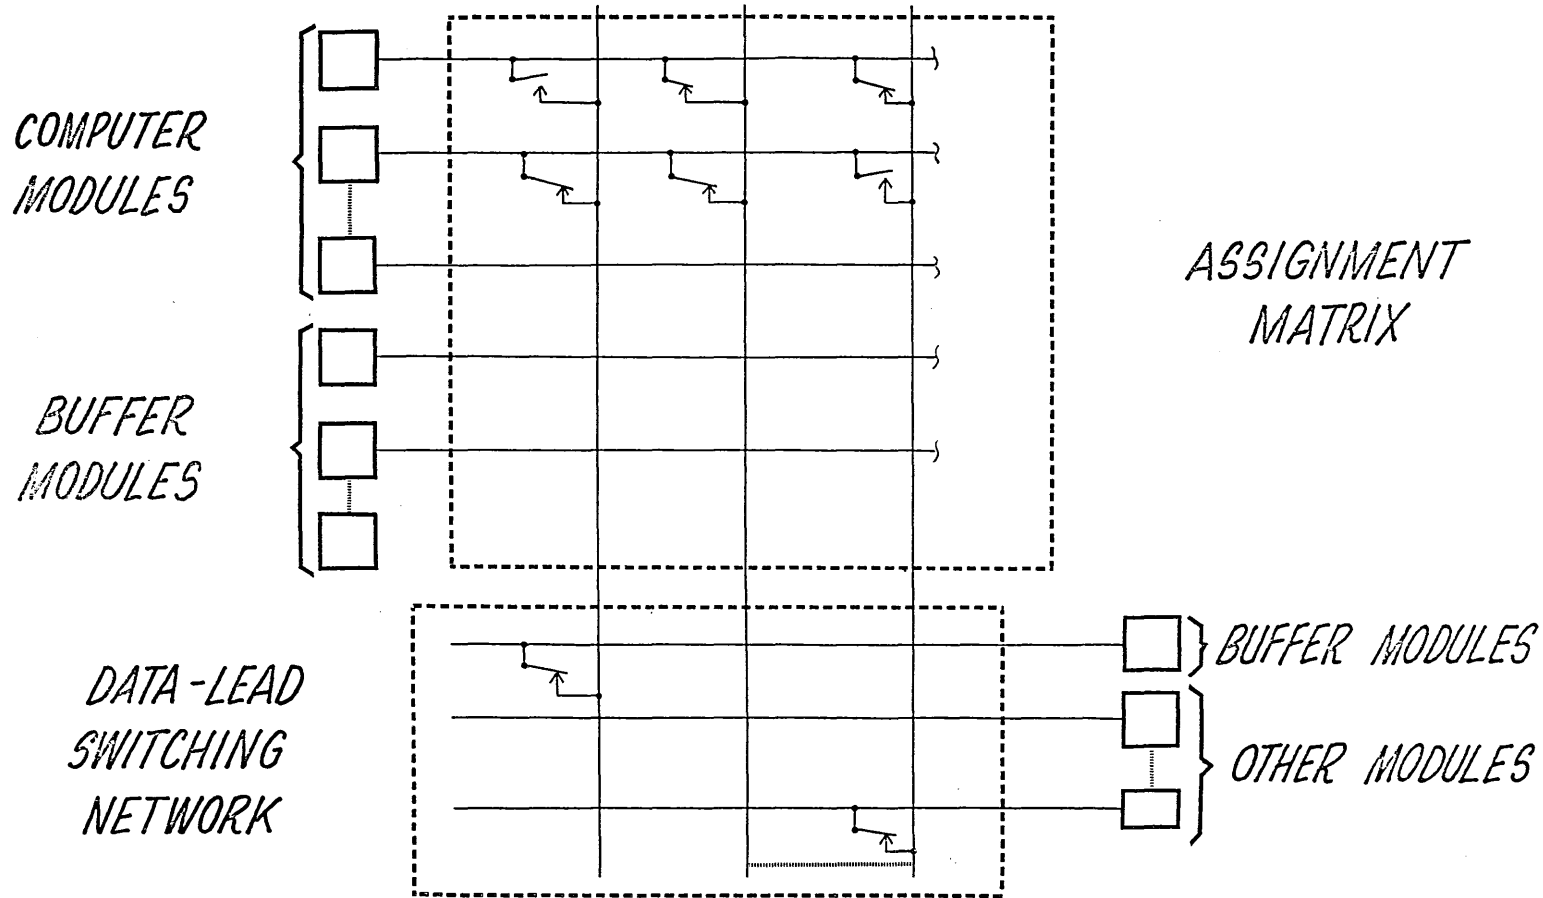 COMPUTER
MODULES
ASSIGNMENT
MATRIX
BUFFER
MODULES
BUFFER MODULES
DATA-LEAD
SWITCHING
NETWORK
OTHER MODULES